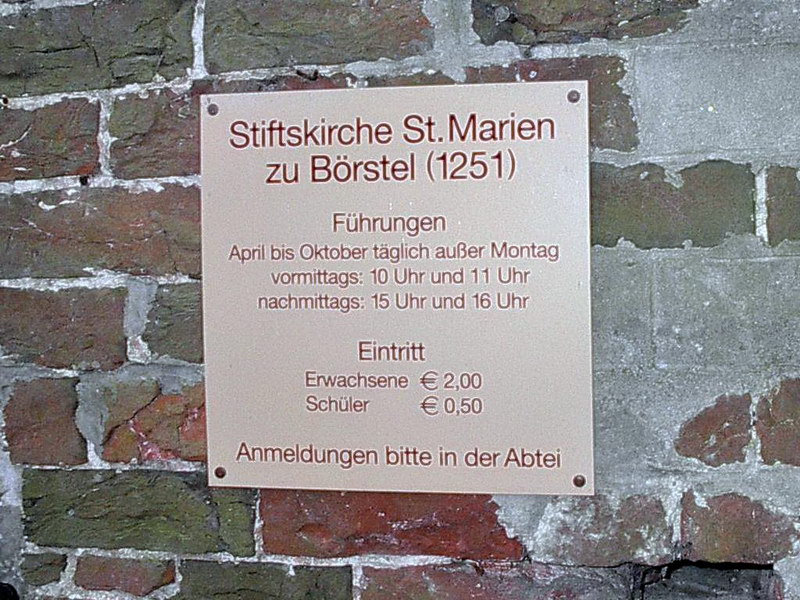 Stiftskirche St. Marien
zu Börstel (1251)
Führungen
April bis Oktober täglich außer Montag
vormittags: 10 Uhr und 11 Uhr
nachmittags: 15 Uhr und 16 Uhr
Eintritt
Erwachsene € 2,00
Schüler € 0,50
Anmeldungen bitte in der Abtei